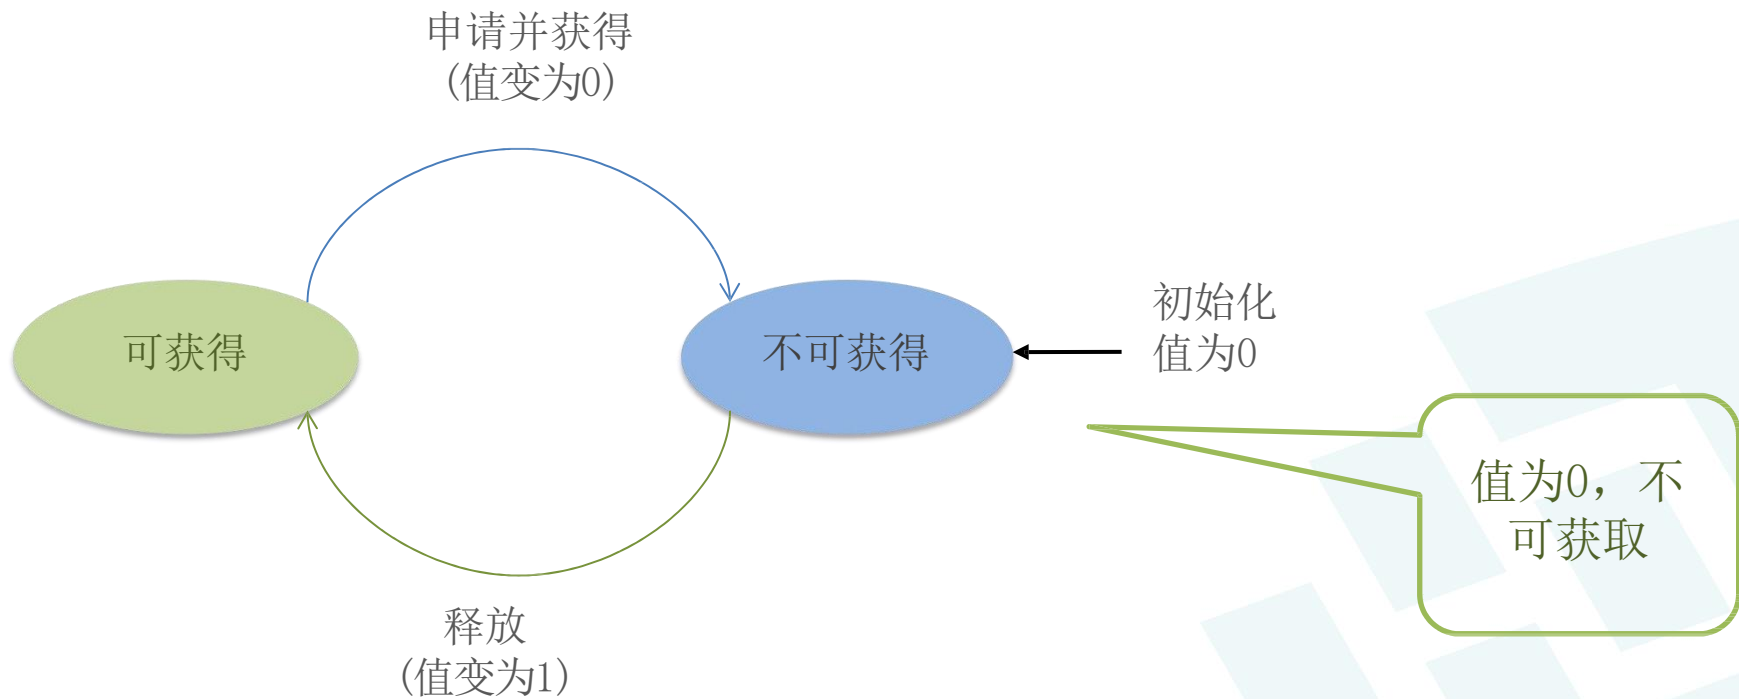 申请并获得
(值变为0)
可获得
不可获得
初始化
值为0
值为0，不
可获取
释放
(值变为1)